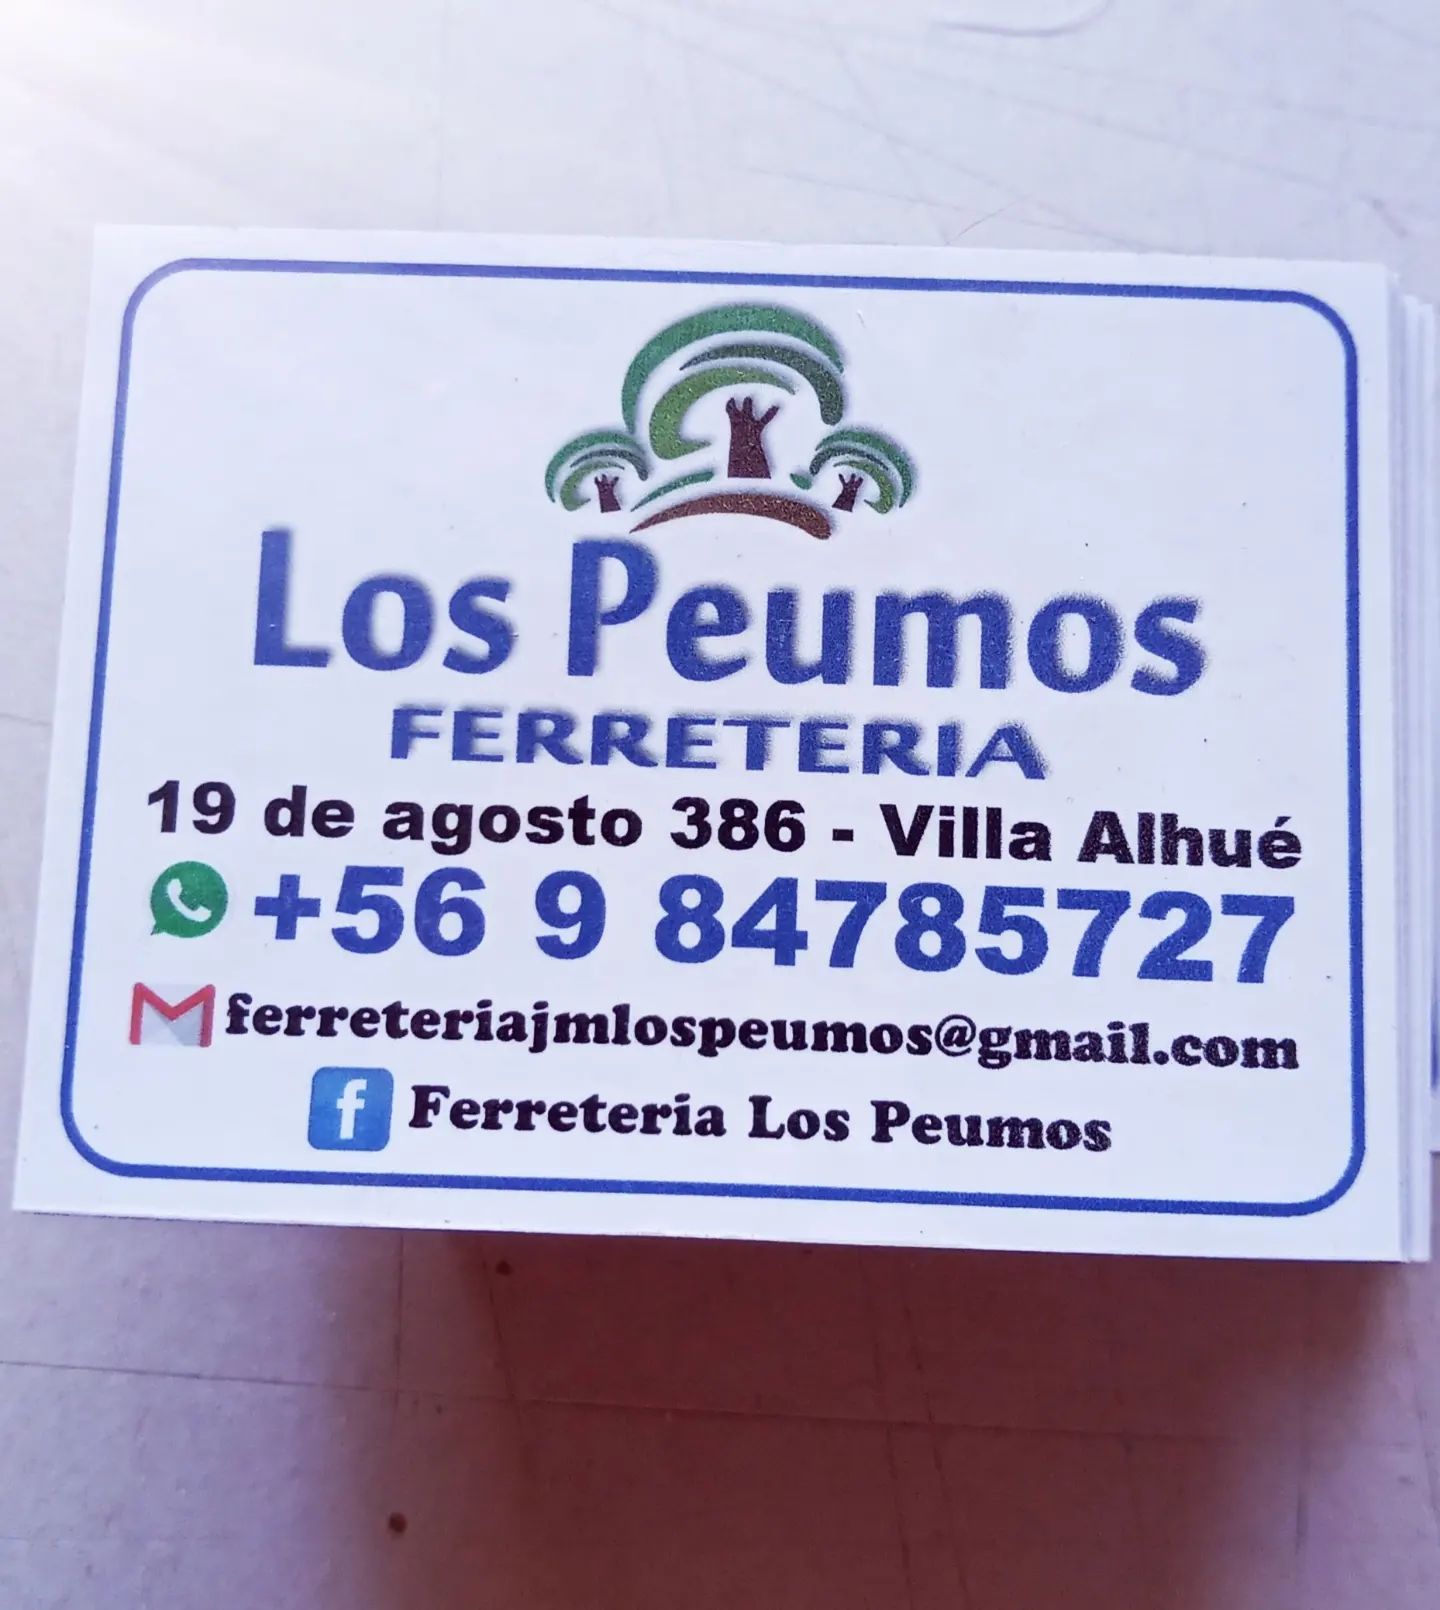 Los Peumos
FERRETERIA
19 de agosto 386 - Villa Alhué
+56 9 84785727
ferreteriajmlospeumos@gmail.com
f Ferreteria Los Peumos